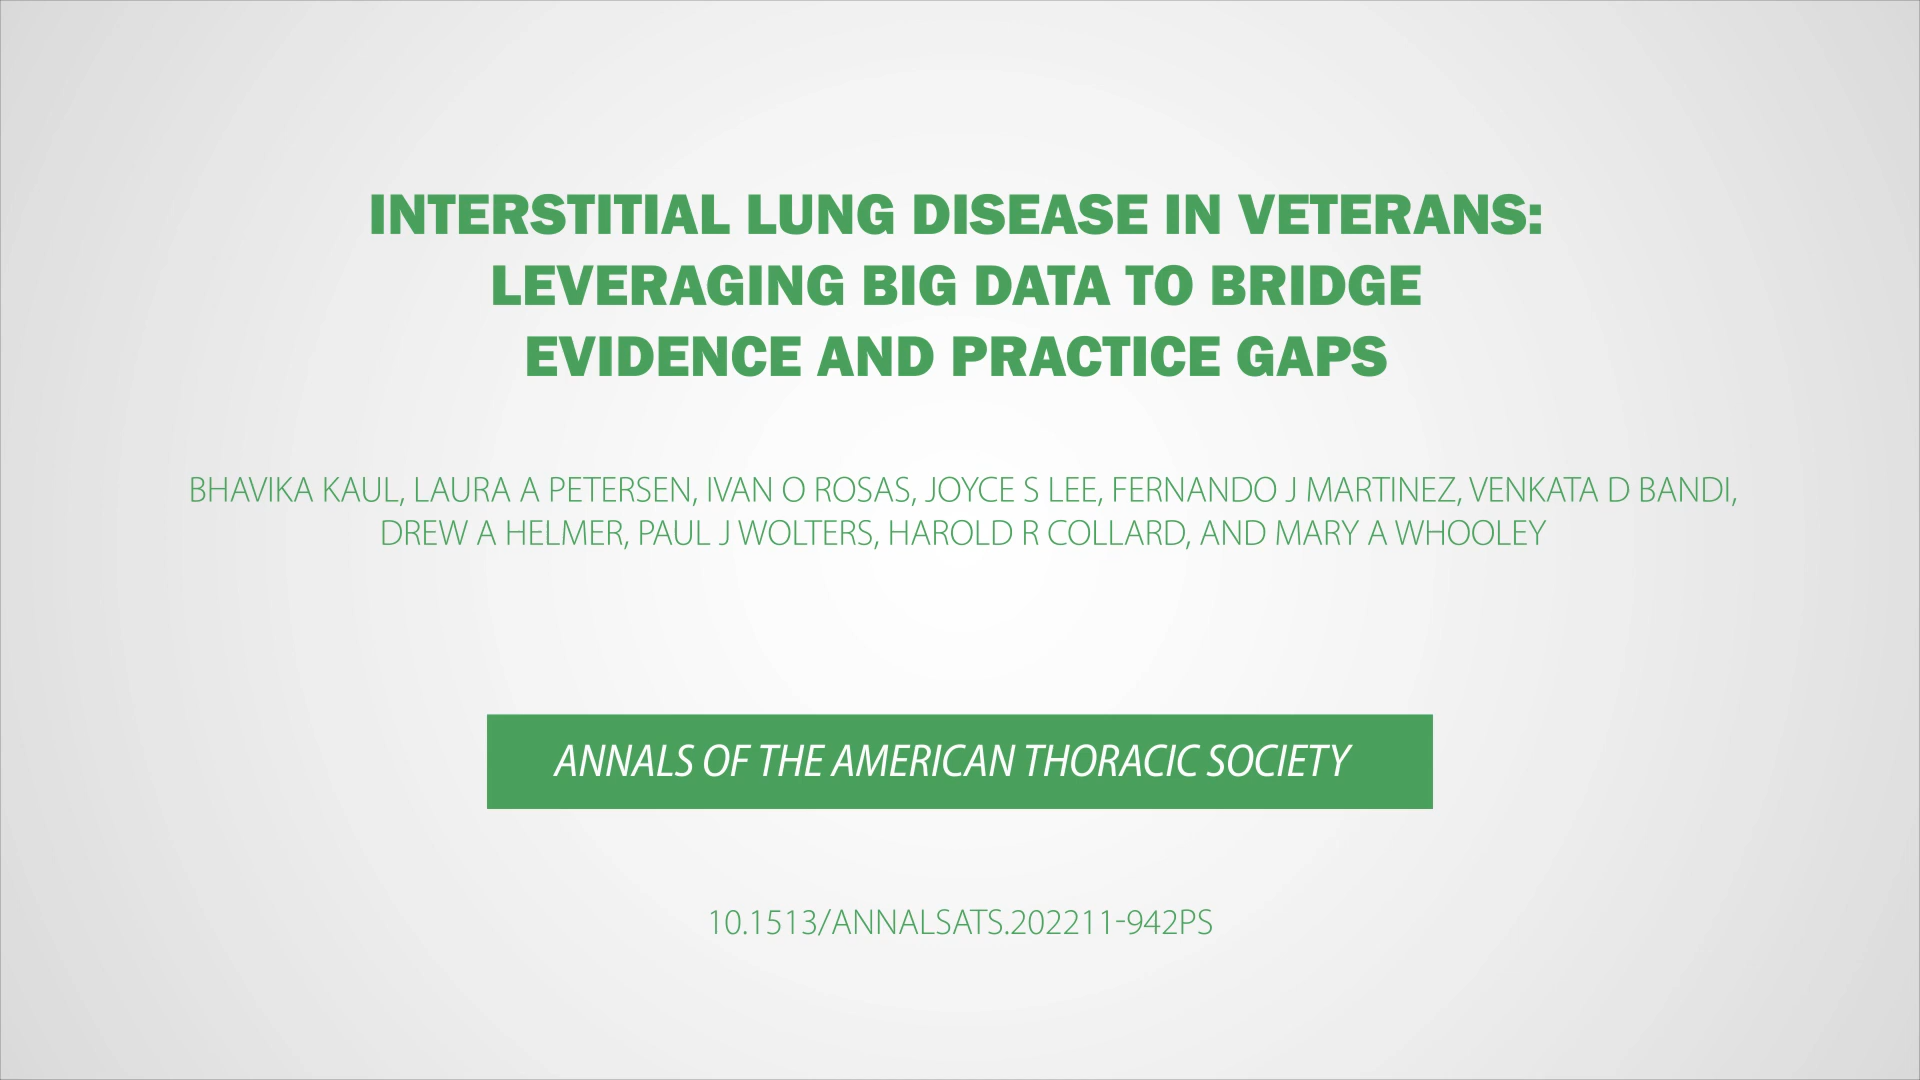 INTERSTITIAL LUNG DISEASE IN VETERANS:
LEVERAGING BIG DATA TO BRIDGE
EVIDENCE AND PRACTICE GAPS
BHAVIKA KAUL, LAURA A PETERSEN, IVAN O ROSAS, JOYCE S LEE, FERNANDO J MARTINEZ, VENKATA D BANDI,
DREW A HELMER, PAUL J WOLTERS, HAROLD R COLLARD, AND MARY A WHOOLEY
ANNALS OF THE AMERICAN THORACIC SOCIETY
10.1513/ANNALSATS.202211-942PS